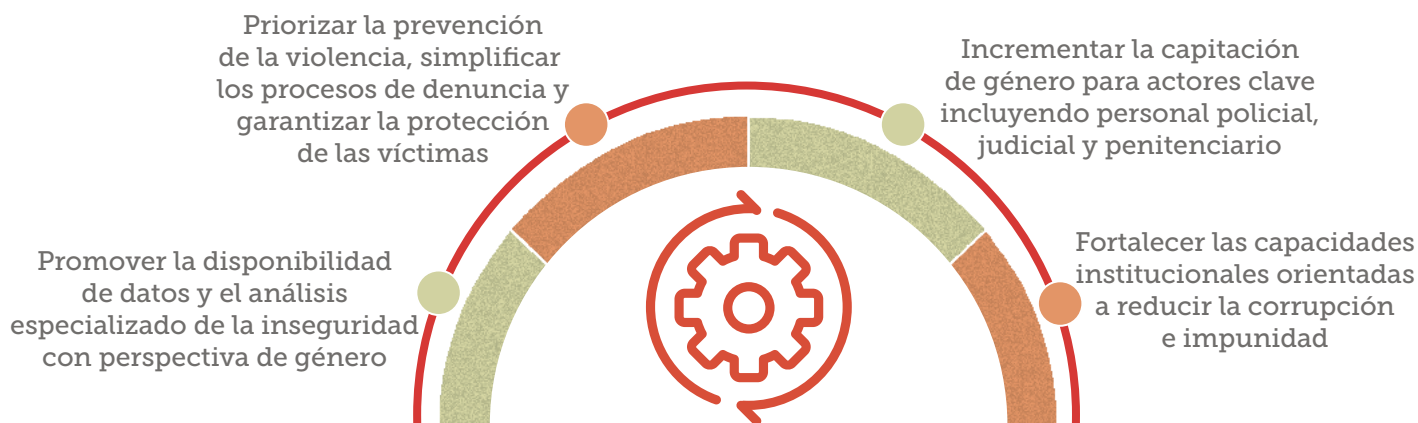 Priorizar la prevención
de la violencia, simplificar
los procesos de denuncia y
garantizar la protección
de las víctimas
Incrementar la capitación
de género para actores clave
incluyendo personal policial,
judicial y penitenciario
Promover la disponibilidad
de datos y el análisis
especializado de la inseguridad
con perspectiva de género
Fortalecer las capacidades
institucionales orientadas
a reducir la corrupción
e impunidad